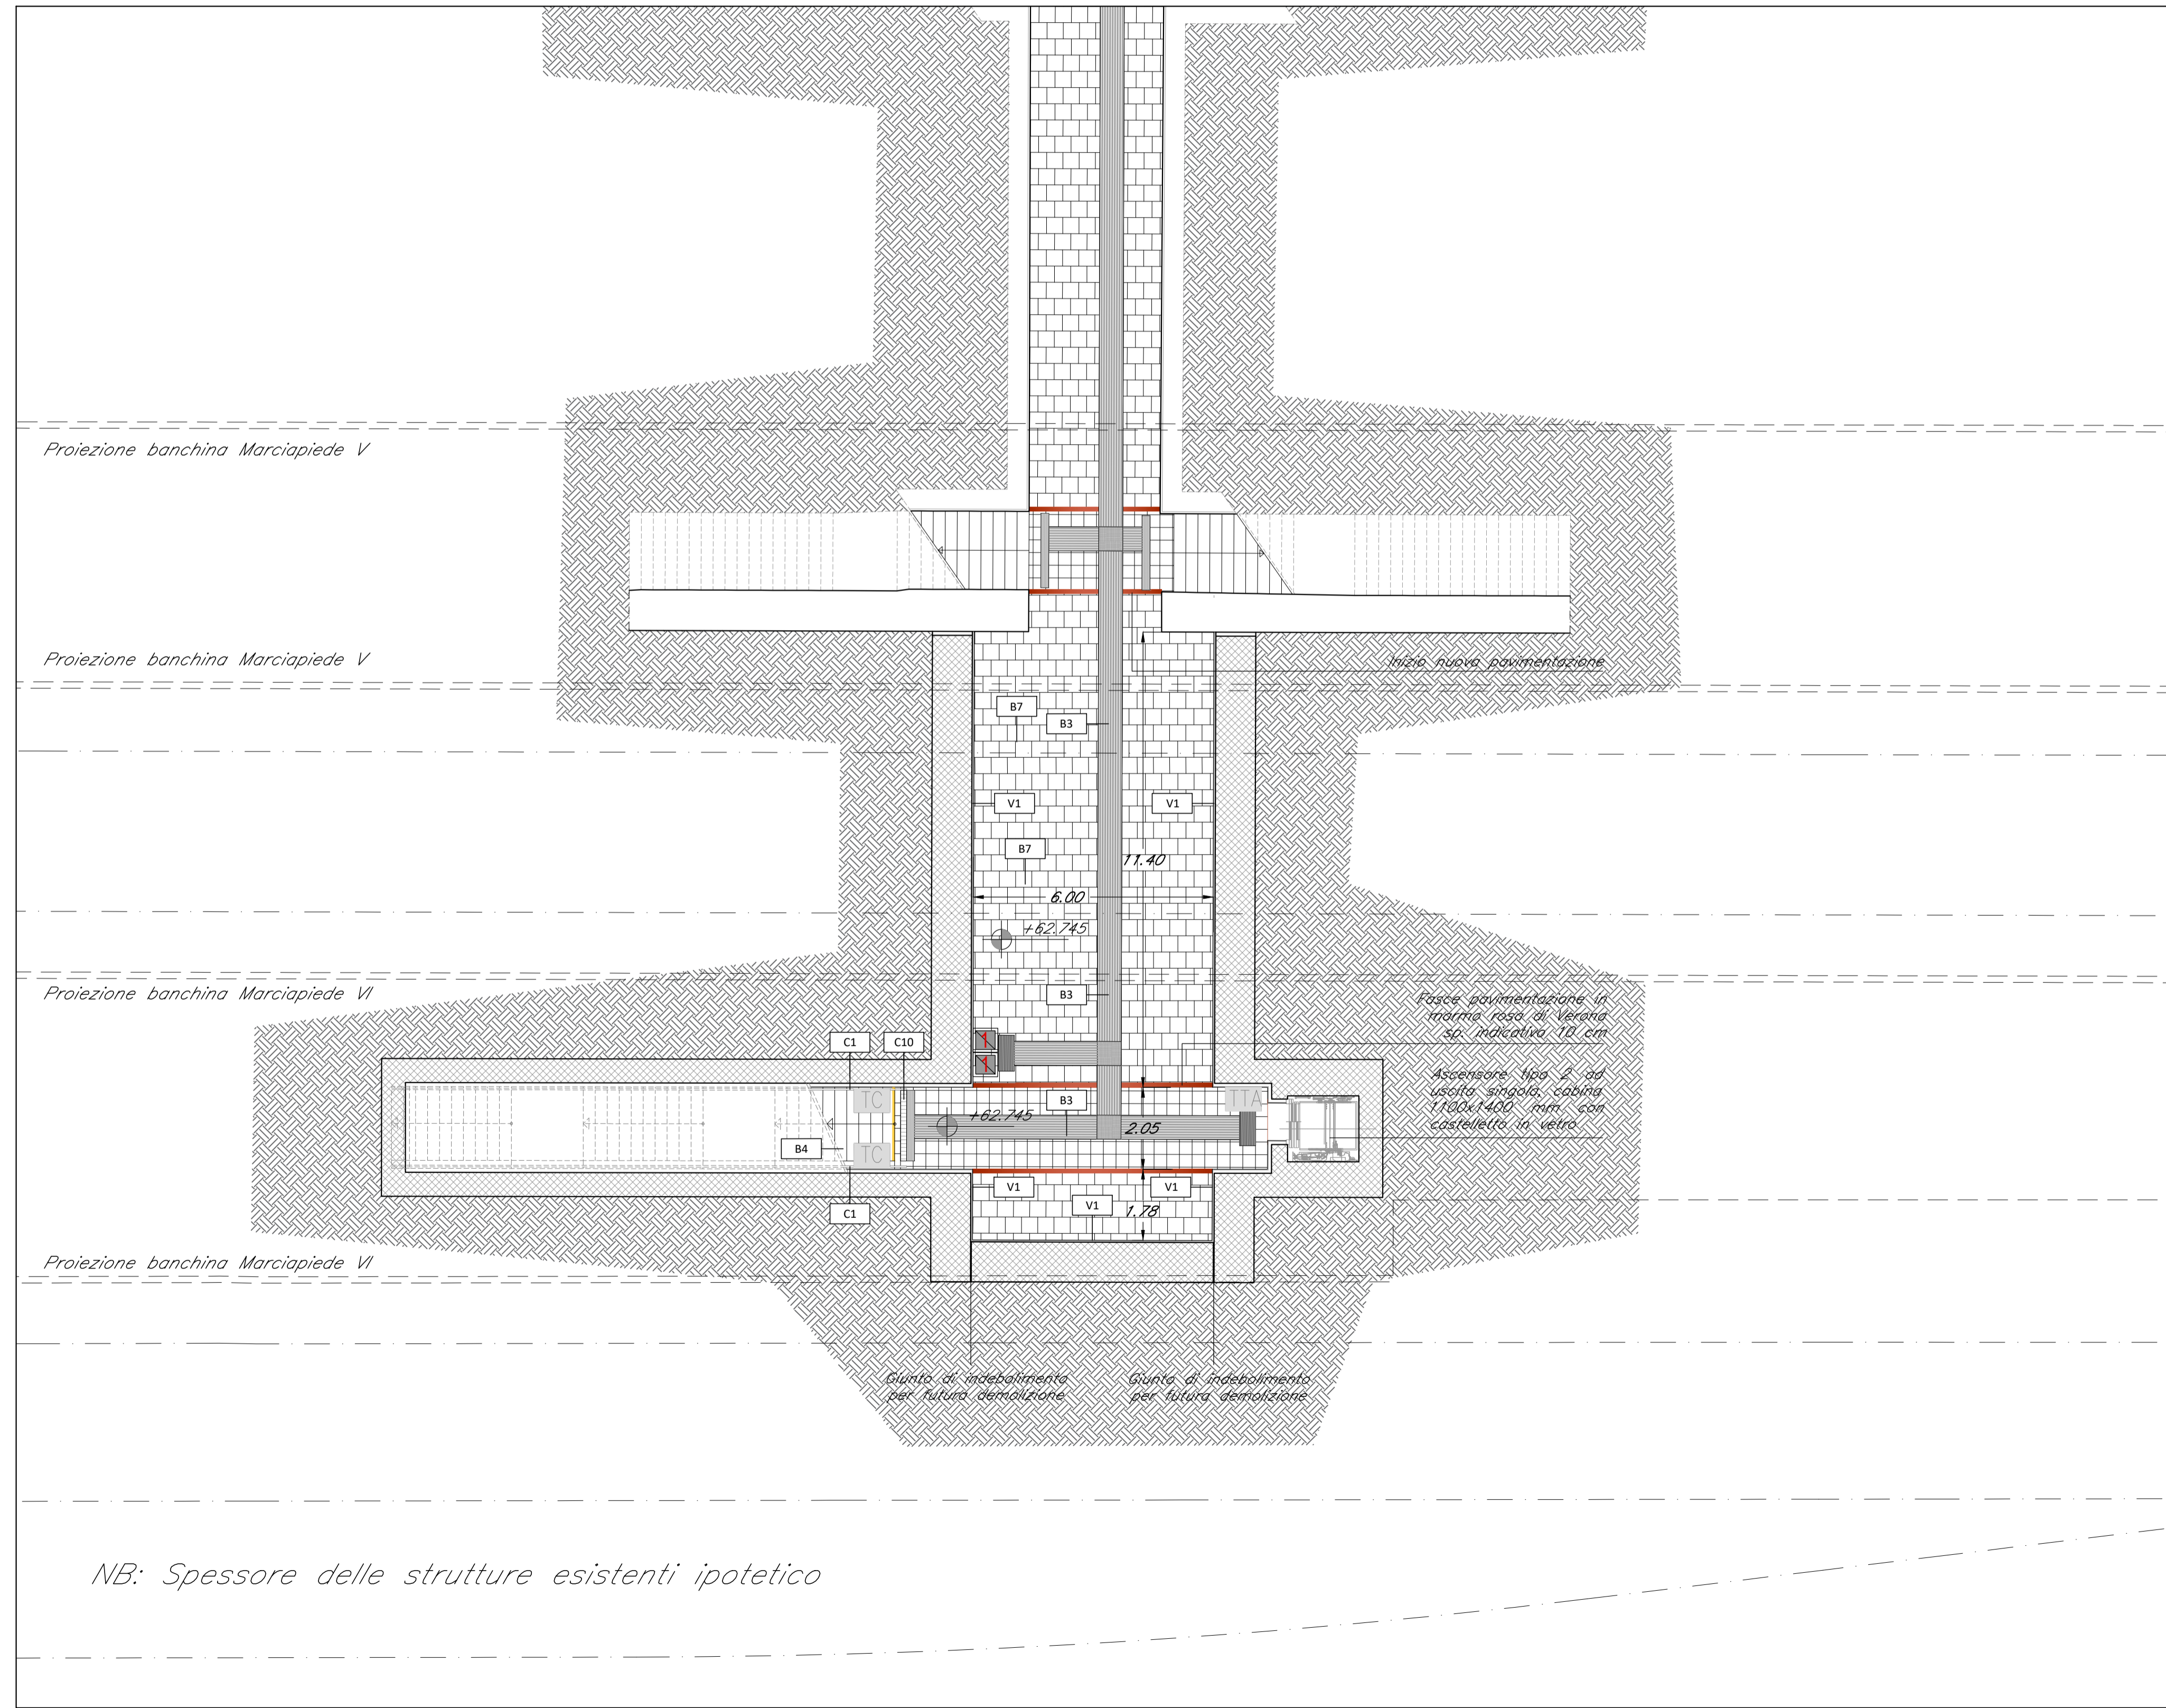 Proiezione banchina Marciapiede V
Proiezione banchina Marciapiede V
Inizio nuova pavimentazione
B7
B3
V1
V1
B7
11.40
6.00
+62.745
Proiezione banchina Marciapiede VI
B3
Fasce pavimentazione in
marmo rosa di Verona
sp. indicativo 10 cm
C1
C10
Ascensore tipo 2 ad
uscita singola, cabina
1100x1400 mm con
castelletto in vetro
TC
B3
TTA
+62.745
2.05
B4
TC
V1
V1
C1
V1
1.78
Proiezione banchina Marciapiede VI
Giunto di indebolimento
per futura demolizione
Giunto di indebolimento
per futura demolizione
NB: Spessore delle strutture esistenti ipotetico